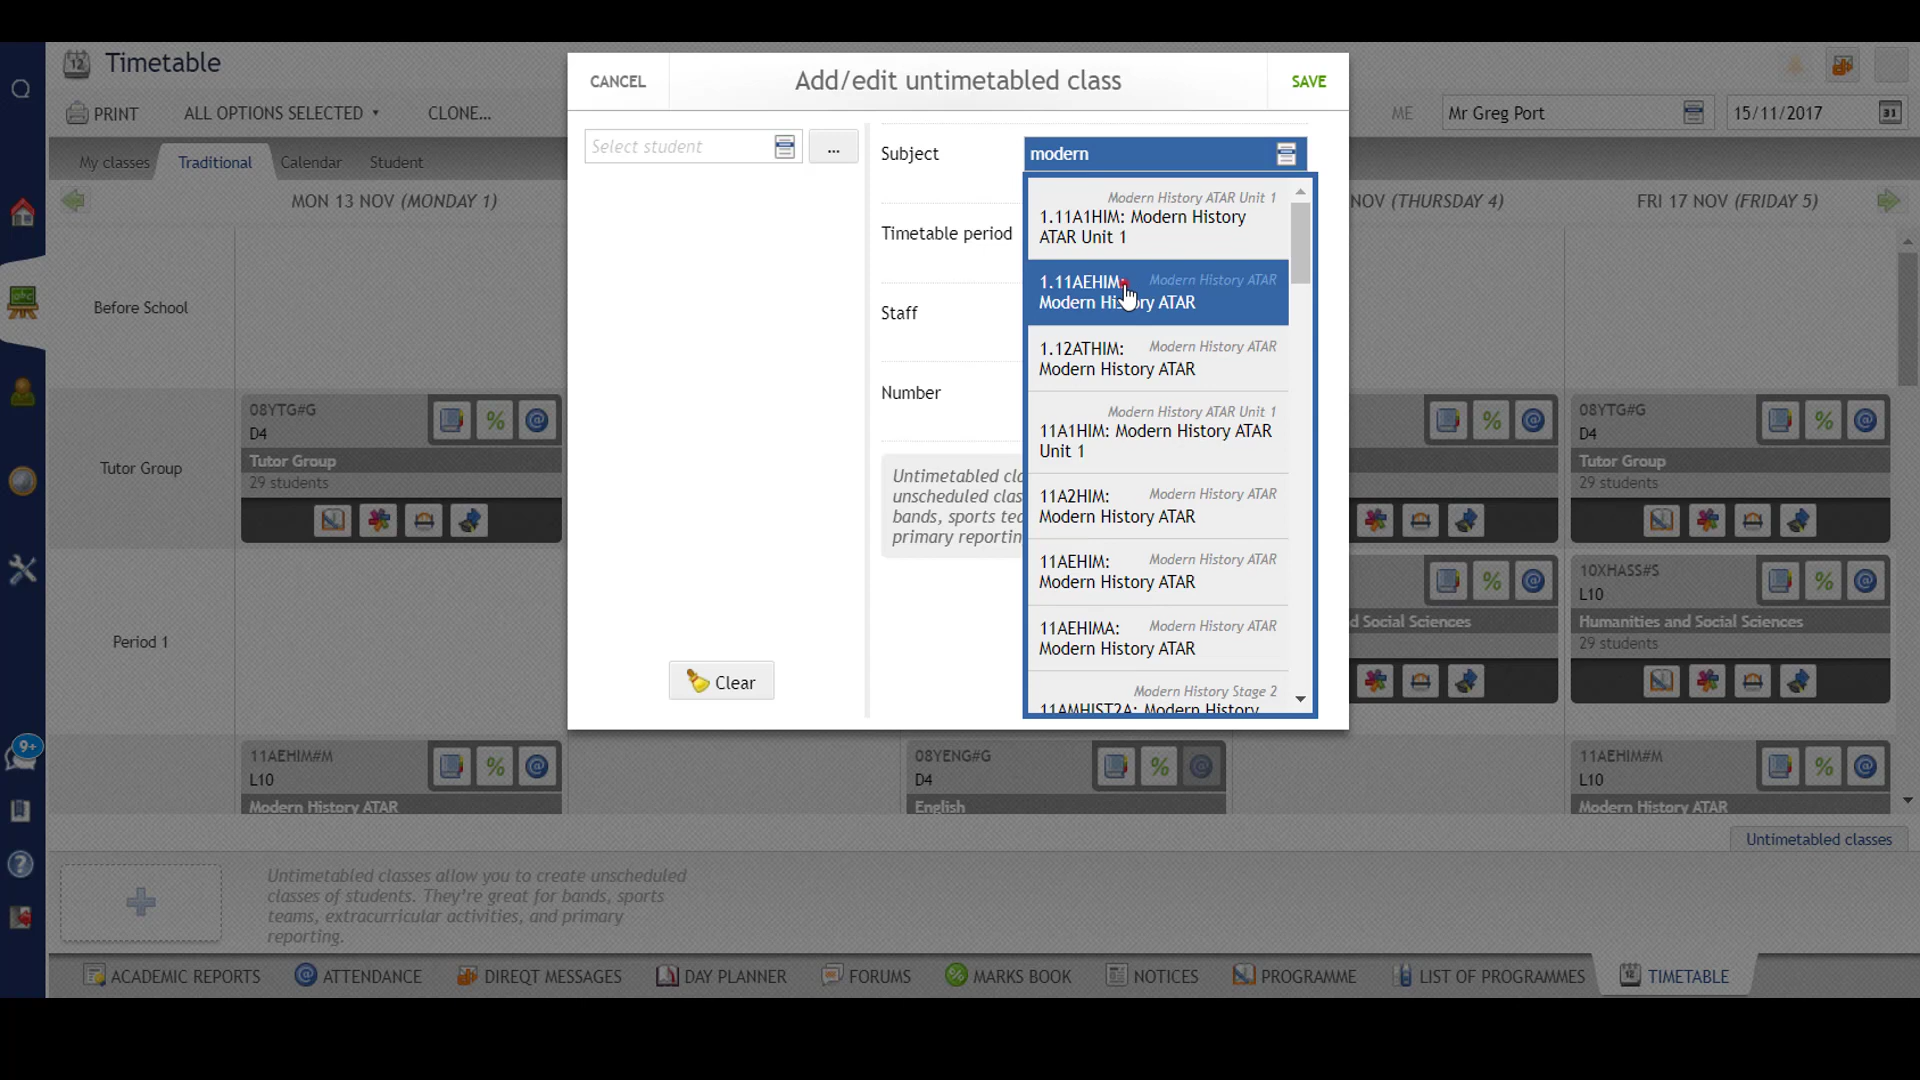 Timetable
PRINT
ALL OPTIONS SELECTED
CLONE...
CANCEL
Add/edit untimetabled class
SAVE
ME
Mr Greg Port
15/11/2017
31
My classes
Traditional
Calendar
Student
MON 13 NOV (MONDAY 1)
NOV (THURSDAY 4)
FRI 17 NOV (FRIDAY 5)
Select student
...
Subject
modern
Modern History ATAR Unit 1
1.11A1HIM: Modern History
ATAR Unit 1
Timetable period
1.11AEHIM:
Modern History ATAR
Modern History ATAR
Staff
1.12ATHIM:
Modern History ATAR
Modern History ATAR
Number
Modern History ATAR Unit 1
11A1HIM: Modern History ATAR
Unit 1
11A2HIM:
Modern History ATAR
Modern History ATAR
11AEHIM:
Modern History ATAR
Modern History ATAR
11AEHIMA:
Modern History ATAR
Modern History ATAR
Modern History Stage 2
11AMHIST2A: Modern History
Untimetabled cla
unscheduled clas
bands, sports tea
primary reportin
Clear
Before School
Tutor Group
08YTG#G
D4
Tutor Group
29 students
08YTG#G
D4
Tutor Group
29 students
Period 1
d Social Sciences
10XHASS#S
L10
Humanities and Social Sciences
29 students
11AEHIM#M
L10
Modern History ATAR
08YENG#G
D4
English
11AEHIM#M
L10
Modern History ATAR
9+
Untimetabled classes
Untimetabled classes allow you to create unscheduled
classes of students. They're great for bands, sports
teams, extracurricular activities, and primary
reporting.
ACADEMIC REPORTS
ATTENDANCE
DIREQT MESSAGES
DAY PLANNER
FORUMS
MARKS BOOK
NOTICES
PROGRAMME
LIST OF PROGRAMMES
TIMETABLE